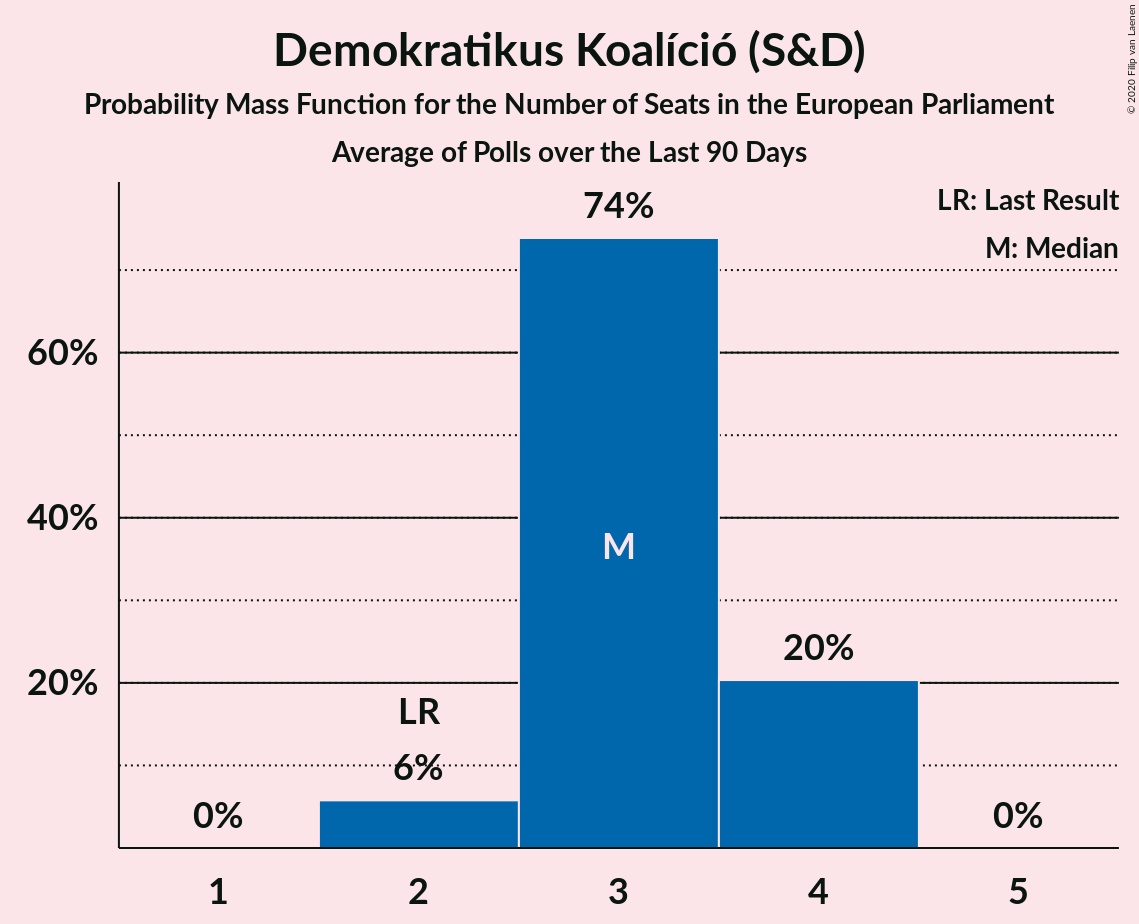 Demokratikus Koalíció (S&D)
Probability Mass Function for the Number of Seats in the European Parliament
Average of Polls over the Last 90 Days
© 2020 Filip van Laenen
LR: Last Result
M: Median
74%
60%
M
40%
20%
20%
LR
6%
0%
0%
1 2 3 4 5